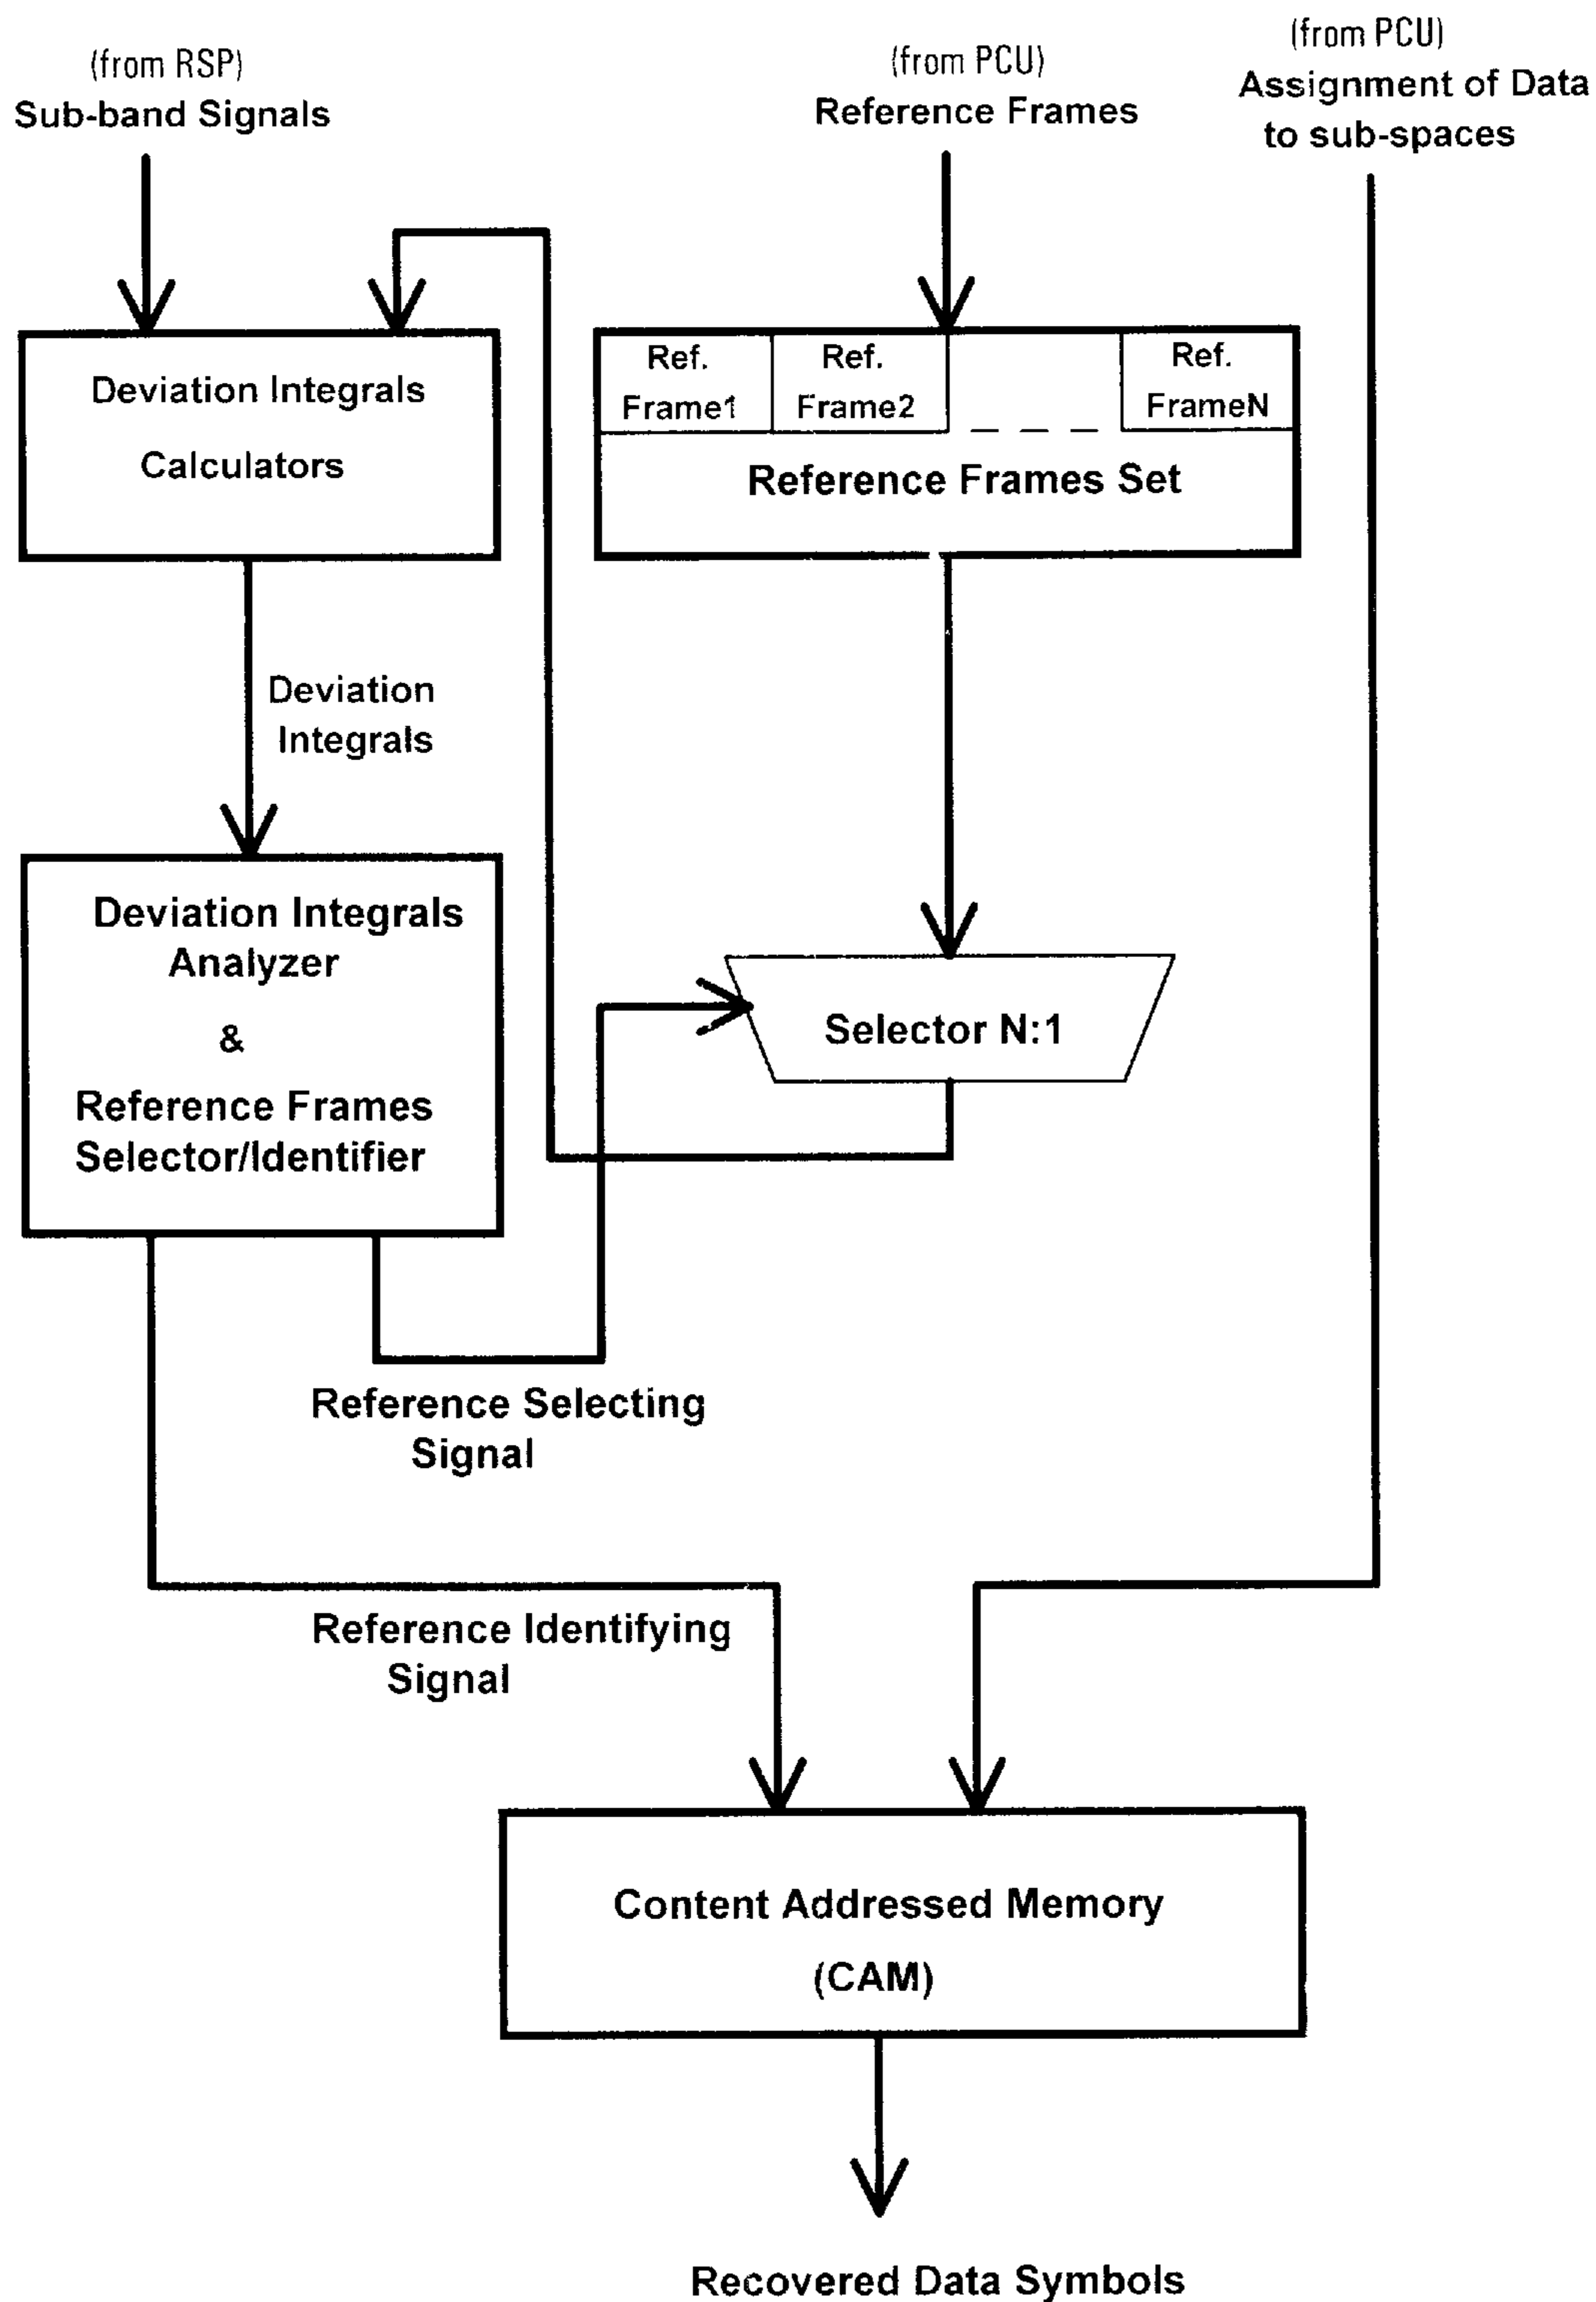 (from RSP)
Sub-band Signals
(from PCU)
Reference Frames
(from PCU)
Assignment of Data
to sub-spaces
Deviation Integrals
Calculators
Ref.
Frame1
Ref.
Frame2
Ref.
FrameN
Reference Frames Set
Deviation
Integrals
Deviation Integrals
Analyzer
&
Reference Frames
Selector/Identifier
Selector N:1
Reference Selecting
Signal
Reference Identifying
Signal
Content Addressed Memory
(CAM)
Recovered Data Symbols